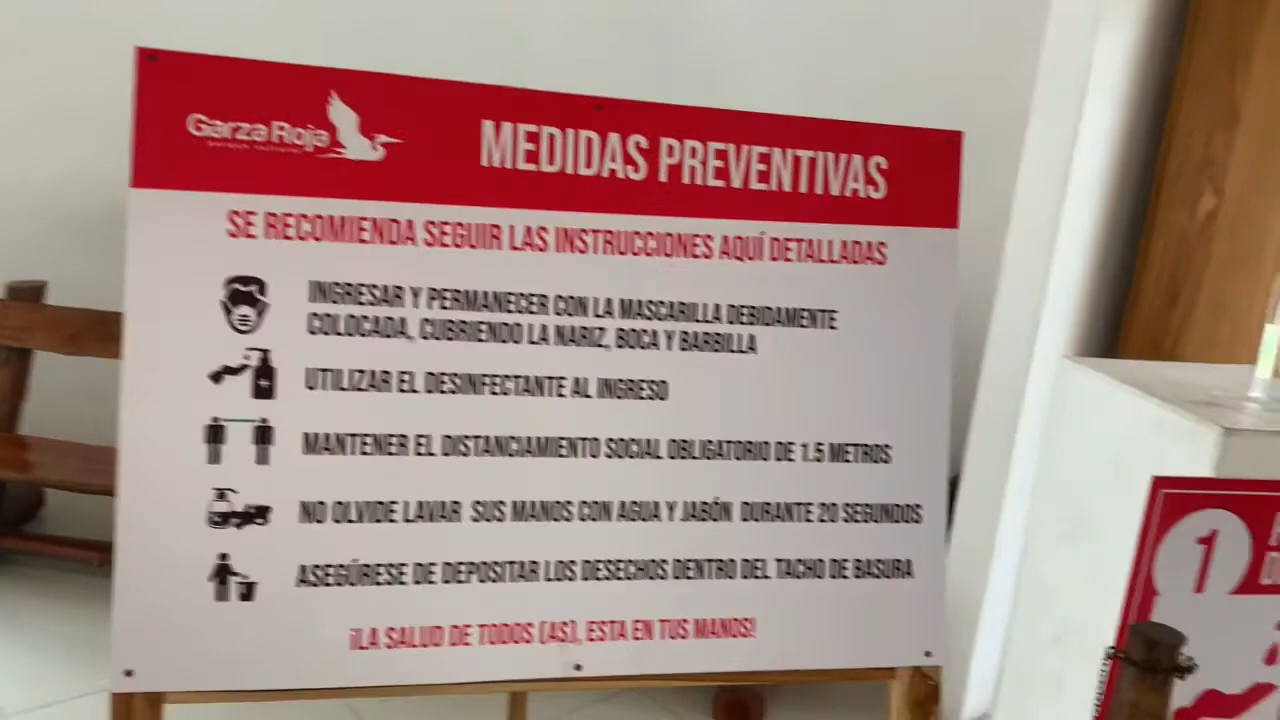 Garza Roja
MEDIDAS PREVENTIVAS
SE RECOMIENDA SEGUIR LAS INSTRUCCIONES AQUÍ DETALLADAS
INGRESAR Y PERMANECER CON LA MASCARILLA DEBIDAMENTE
COLOCADA, CUBRIENDO LA NARIZ, BOCA Y BARBILLA
UTILIZAR EL DESINFECTANTE AL INGRESO
MANTENER EL DISTANCIAMIENTO SOCIAL OBLIGATORIO DE 1.5 METROS
NO OLVIDE LAVAR SUS MANOS CON AGUA Y JABÓN DURANTE 20 SEGUNDOS
ASEGÚRESE DE DEPOSITAR LOS DESECHOS DENTRO DEL TACHO DE BASURA
¡LA SALUD DE TODOS (AS), ESTA EN TUS MANOS!
1